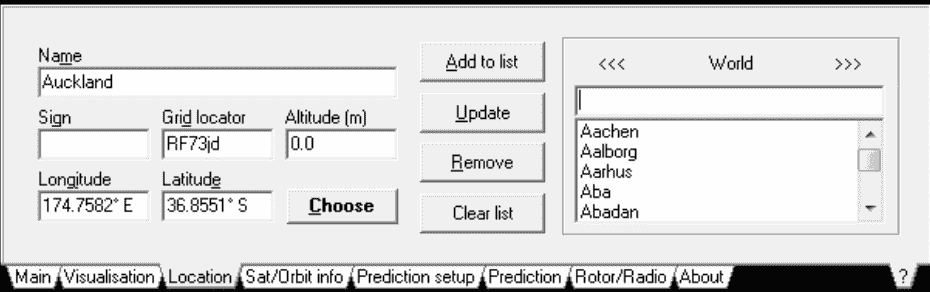 Name
Auckland
Sign Grid locator Altitude (m)
RF73jd 0.0
Longitude Latitude
174.7582° E 36.8551° S Choose
Add to list
Update
Remove
Clear list
<<< World >>>
Aachen
Aalborg
Aarhus
Aba
Abadan
Main Visualisation Location Sat/Orbit info Prediction setup Prediction Rotor/Radio About ?